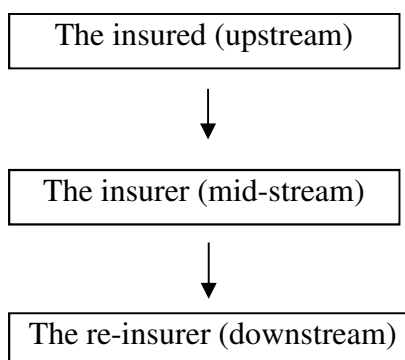 The insured (upstream)
The insurer (mid-stream)
The re-insurer (downstream)